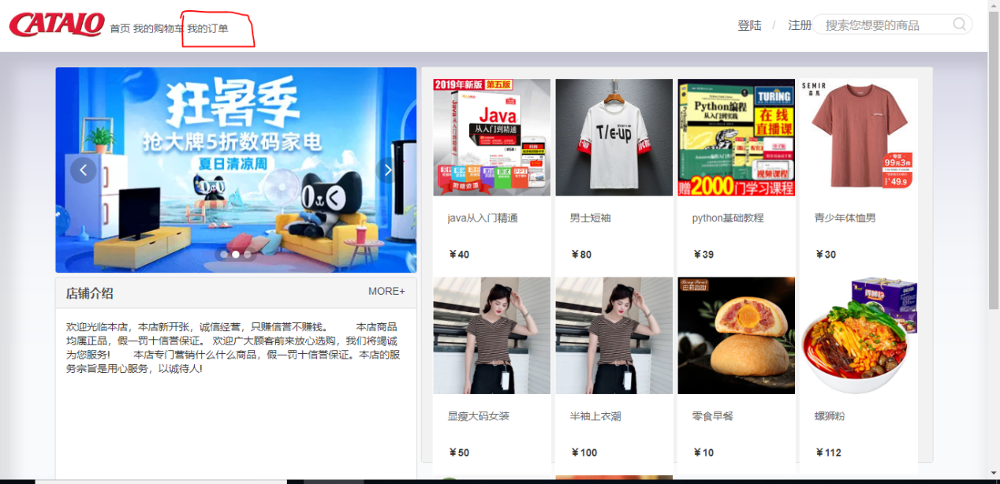 CATALO
首页 我的购物车 我的订单
登陆 / 注册
搜索您想要的商品
狂暑季
抢大牌5折数码家电
夏日清凉周
店铺介绍
MORE+
欢迎光临本店，本店新开张，诚信经营，只赚信誉不赚钱。 本店商品
均属正品，假一罚十信誉保证。 欢迎广大顾客前来放心选购，我们将竭诚
为您服务! 本店专门营销什么什么商品，假一罚十信誉保证。本店的服
务宗旨是用心服务，以诚待人!
2019年新版 第五版
Java
从入门到精通
附赠资源
T/e-up
Python编程
从入门到实践
TURING
在线
直播课
视频课程
赠2000门学习课程
SEMIR
森马
99元3件
49.9
java从入门精通
男士短袖
python基础教程
青少年体恤男
￥40
￥80
￥39
￥30
显瘦大码女装
半袖上衣潮
零食早餐
螺狮粉
￥50
￥100
￥10
￥112